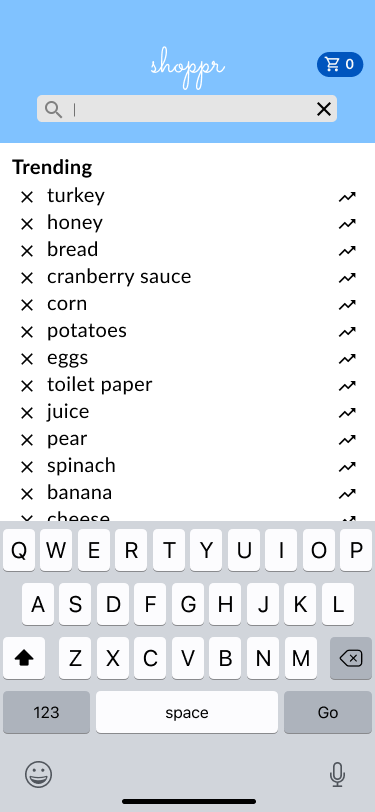 shoppr
0
Trending
turkey
honey
bread
cranberry sauce
corn
potatoes
eggs
toilet paper
juice
pear
spinach
banana
cheese
Q W E R T Y U I O P
A S D F G H J K L
Z X C V B N M
123 space Go